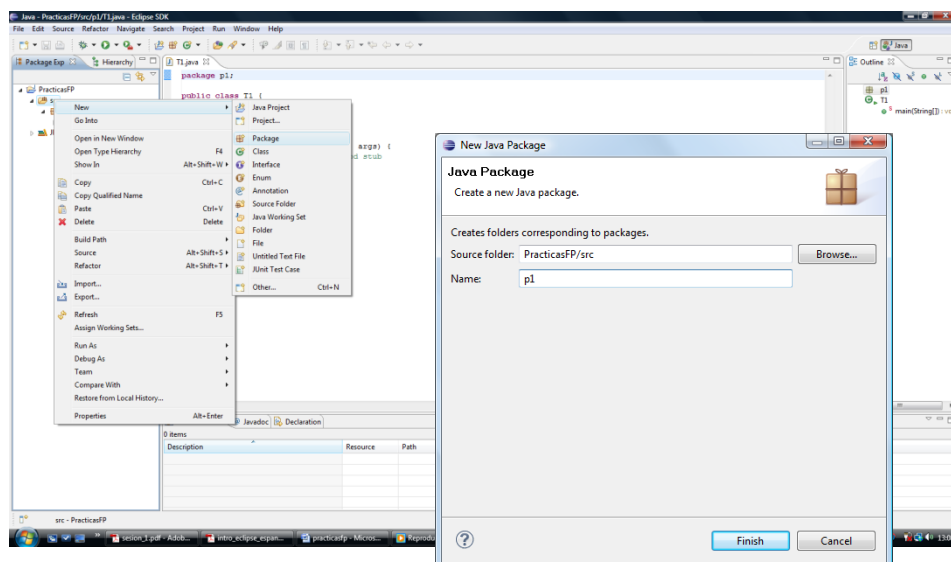 Java - PracticasFP/src/p1/T1.java - Eclipse SDK
File Edit Source Refactor Navigate Search Project Run Window Help
Java
Package Exp Hierarchy
T1.java
Outline
package p1;
public class T1 {
args) {
d stub
PracticasFP
p1
T1
main(String[]) : vo
New
Go Into
Open in New Window
Open Type Hierarchy F4
Show In Alt+Shift+W
Copy Ctrl+C
Copy Qualified Name
Paste Ctrl+V
Delete Delete
Build Path
Source Alt+Shift+S
Refactor Alt+Shift+T
Import...
Export...
Refresh F5
Assign Working Sets...
Run As
Debug As
Team
Compare With
Restore from Local History...
Properties Alt+Enter
Java Project
Project...
Package
Class
Interface
Enum
Annotation
Source Folder
Java Working Set
Folder
File
Untitled Text File
JUnit Test Case
Other... Ctrl+N
New Java Package
Java Package
Create a new Java package.
Creates folders corresponding to packages.
Source folder: PracticasFP/src Browse...
Name: p1
Finish Cancel
Javadoc Declaration
0 items
Description Resource Path
src - PracticasFP
sesion_1.pdf - Adob... intro_eclipse_espan... practicasfp - Micros... Reprodu
13:0